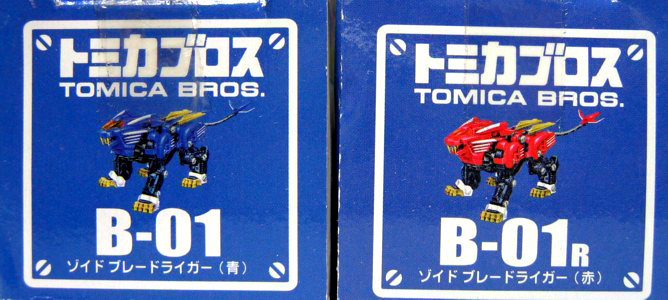 トミカブロス
TOMICA BROS.
B-01
ゾイド ブレードライガー（青）
トミカブロス
TOMICA BROS.
B-01R
ゾイド ブレードライガー（赤）